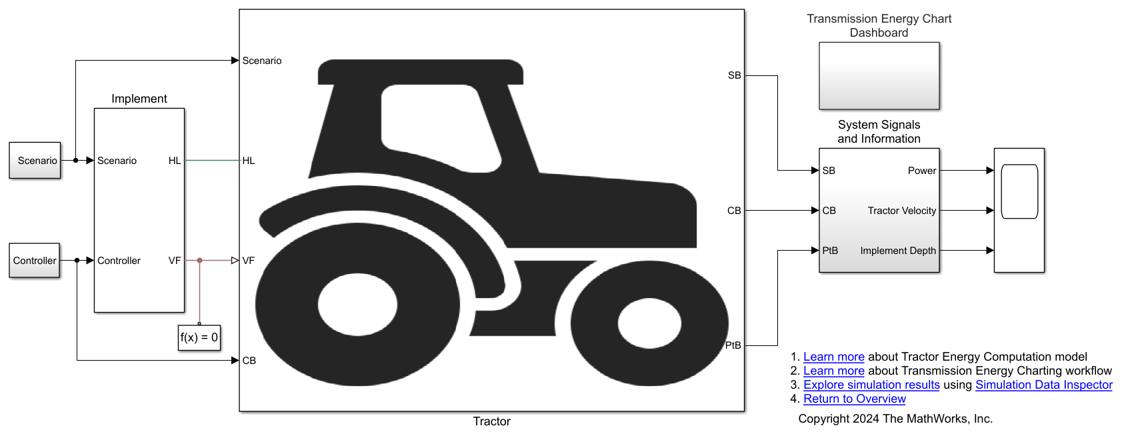 Transmission Energy Chart
Dashboard
Scenario
SB
Implement
System Signals
and Information
Scenario
Scenario
HL
HL
SB
Power
CB
CB
Tractor Velocity
Controller
Controller
VF
VF
PtB
Implement Depth
f(x) = 0
PtB
CB
1. Learn more about Tractor Energy Computation model
2. Learn more about Transmission Energy Charting workflow
3. Explore simulation results using Simulation Data Inspector
4. Return to Overview
Copyright 2024 The MathWorks, Inc.
Tractor